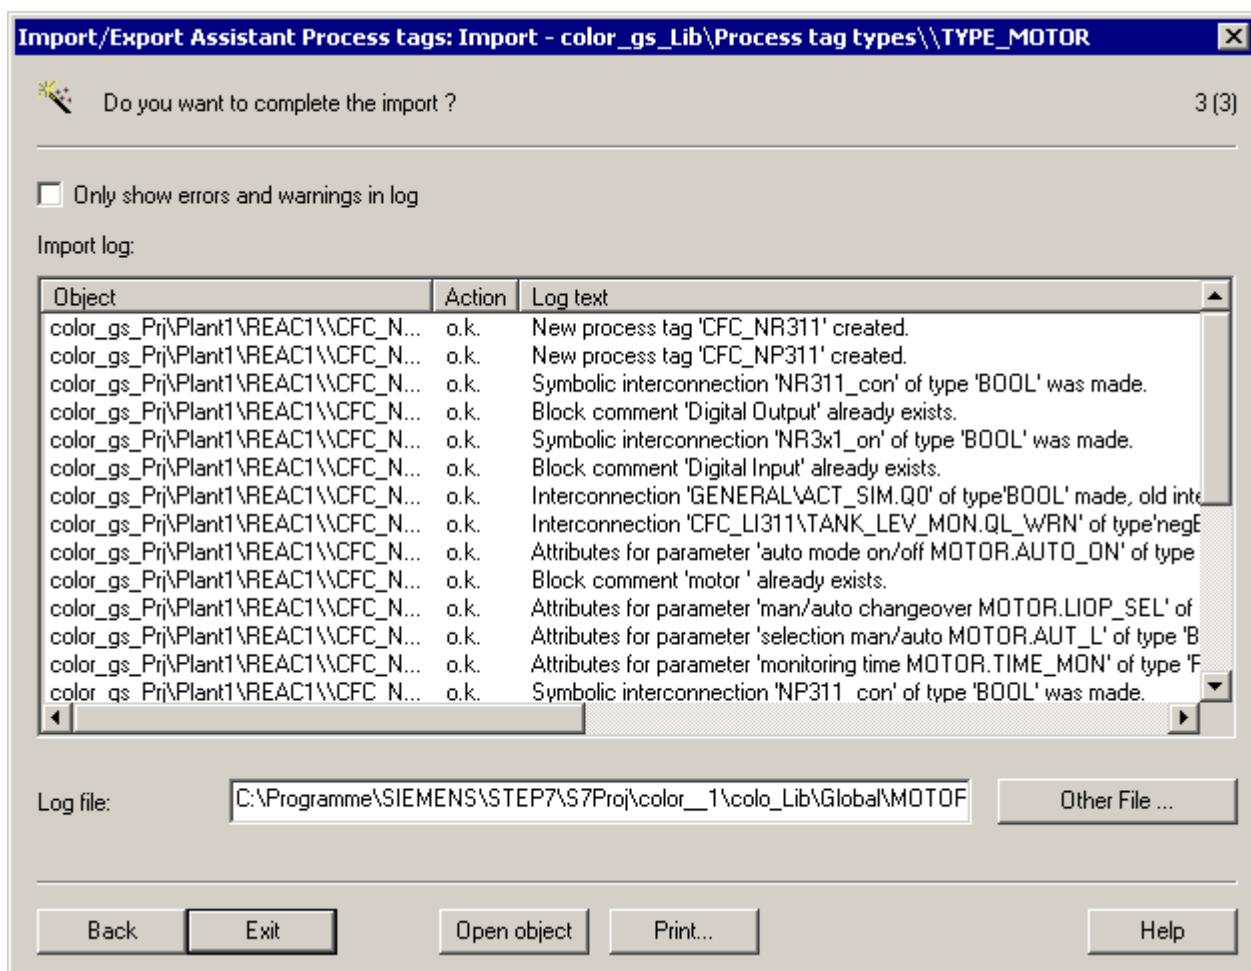 Import/Export Assistant Process tags: Import - color_gs_Lib\Process tag types\\TYPE_MOTOR
Do you want to complete the import ? 3 (3)
Only show errors and warnings in log
Import log:
Object Action Log text
color_gs_Prj\Plant1\REAC1\\CFC_N... o.k. New process tag 'CFC_NR311' created.
color_gs_Prj\Plant1\REAC1\\CFC_N... o.k. New process tag 'CFC_NP311' created.
color_gs_Prj\Plant1\REAC1\\CFC_N... o.k. Symbolic interconnection 'NR311_con' of type 'BOOL' was made.
color_gs_Prj\Plant1\REAC1\\CFC_N... o.k. Block comment 'Digital Output' already exists.
color_gs_Prj\Plant1\REAC1\\CFC_N... o.k. Symbolic interconnection 'NR3x1_on' of type 'BOOL' was made.
color_gs_Prj\Plant1\REAC1\\CFC_N... o.k. Block comment 'Digital Input' already exists.
color_gs_Prj\Plant1\REAC1\\CFC_N... o.k. Interconnection 'GENERAL\ACT_SIM.Q0' of type'BOOL' made, old inte
color_gs_Prj\Plant1\REAC1\\CFC_N... o.k. Interconnection 'CFC_LI311\TANK_LEV_MON.QL_WRN' of type'negB
color_gs_Prj\Plant1\REAC1\\CFC_N... o.k. Attributes for parameter 'auto mode on/off MOTOR.AUTO_ON' of type
color_gs_Prj\Plant1\REAC1\\CFC_N... o.k. Block comment 'motor ' already exists.
color_gs_Prj\Plant1\REAC1\\CFC_N... o.k. Attributes for parameter 'man/auto changeover MOTOR.LIOP_SEL' of
color_gs_Prj\Plant1\REAC1\\CFC_N... o.k. Attributes for parameter 'selection man/auto MOTOR.AUT_L' of type 'B
color_gs_Prj\Plant1\REAC1\\CFC_N... o.k. Attributes for parameter 'monitoring time MOTOR.TIME_MON' of type 'F
color_gs_Prj\Plant1\REAC1\\CFC_N... o.k. Symbolic interconnection 'NP311_con' of type 'BOOL' was made.
Log file: C:\Programme\SIEMENS\STEP7\S7Proj\color__1\colo_Lib\Global\MOTOF Other File ...
Back Exit Open object Print... Help